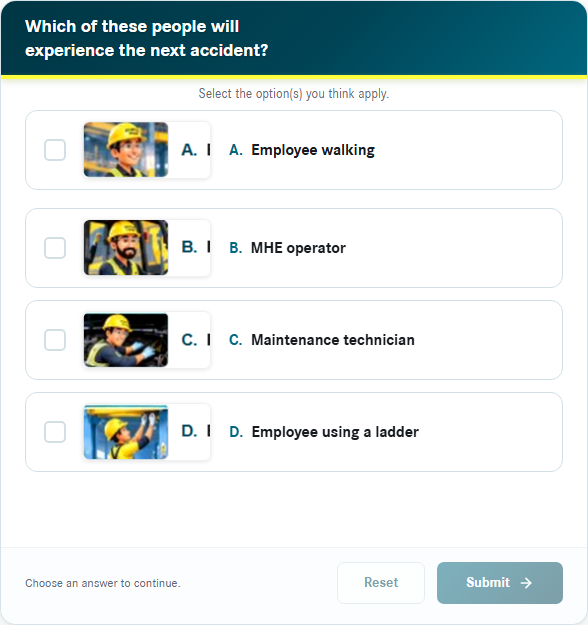 Which of these people will
experience the next accident?
Select the option(s) you think apply.
A. A. Employee walking
B. B. MHE operator
C. C. Maintenance technician
D. D. Employee using a ladder
Choose an answer to continue.
Reset
Submit →